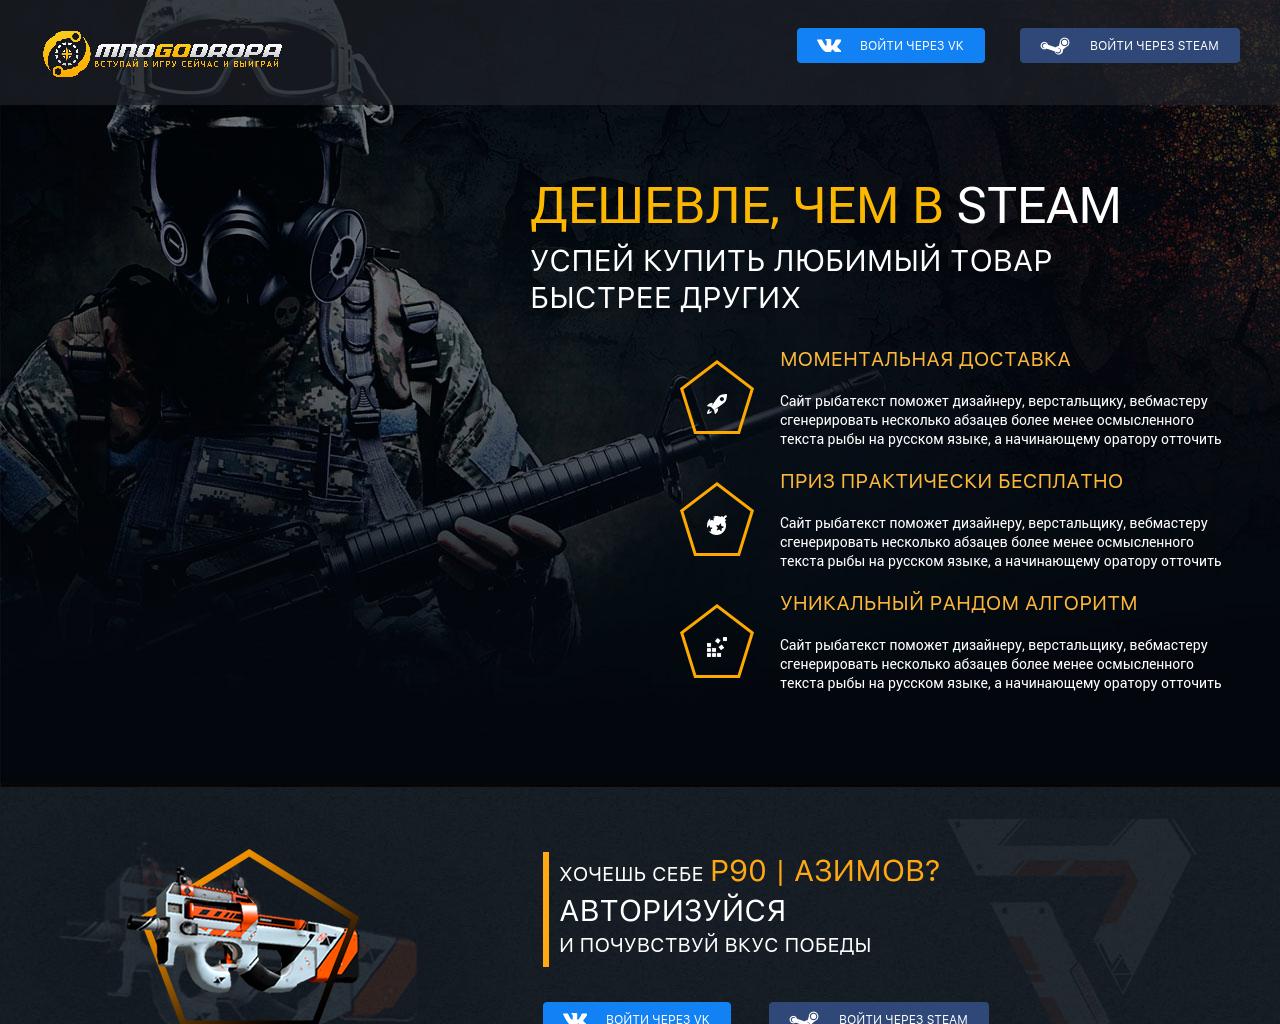 MNOGODROPA
ВСТУПАЙ В ИГРУ СЕЙЧАС И ВЫИГРАЙ
ВОЙТИ ЧЕРЕЗ VK
ВОЙТИ ЧЕРЕЗ STEAM
ДЕШЕВЛЕ, ЧЕМ В STEAM
УСПЕЙ КУПИТЬ ЛЮБИМЫЙ ТОВАР
БЫСТРЕЕ ДРУГИХ
МОМЕНТАЛЬНАЯ ДОСТАВКА
Сайт рыбатекст поможет дизайнеру, верстальщику, вебмастеру
сгенерировать несколько абзацев более менее осмысленного
текста рыбы на русском языке, а начинающему оратору отточить
ПРИЗ ПРАКТИЧЕСКИ БЕСПЛАТНО
Сайт рыбатекст поможет дизайнеру, верстальщику, вебмастеру
сгенерировать несколько абзацев более менее осмысленного
текста рыбы на русском языке, а начинающему оратору отточить
УНИКАЛЬНЫЙ РАНДОМ АЛГОРИТМ
Сайт рыбатекст поможет дизайнеру, верстальщику, вебмастеру
сгенерировать несколько абзацев более менее осмысленного
текста рыбы на русском языке, а начинающему оратору отточить
ХОЧЕШЬ СЕБЕ P90 | АЗИМОВ?
АВТОРИЗУЙСЯ
И ПОЧУВСТВУЙ ВКУС ПОБЕДЫ
ВОЙТИ ЧЕРЕЗ VK
ВОЙТИ ЧЕРЕЗ STEAM